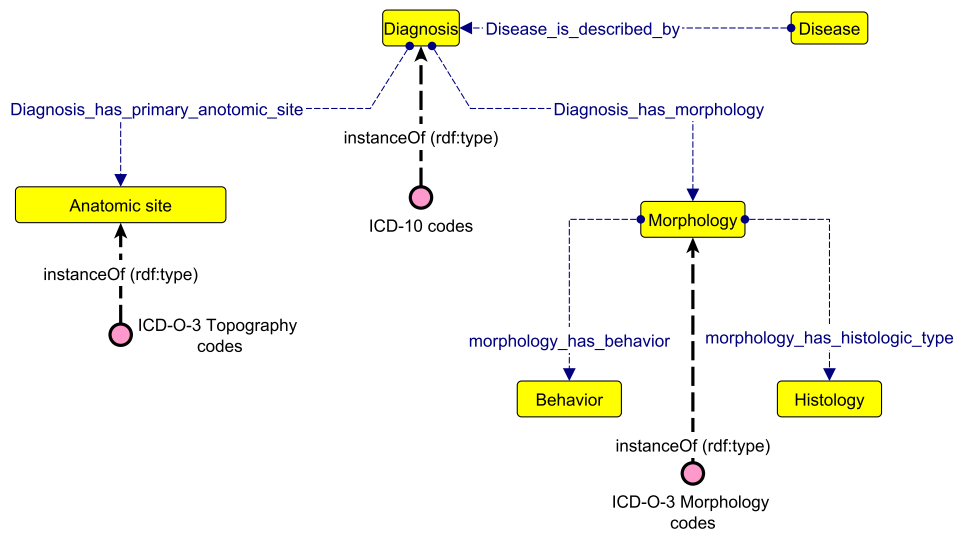 Diagnosis
Disease_is_described_by
Disease
Diagnosis_has_primary_anotomic_site
Diagnosis_has_morphology
instanceOf (rdf:type)
Anatomic site
ICD-10 codes
Morphology
instanceOf (rdf:type)
ICD-O-3 Topography
codes
morphology_has_behavior
morphology_has_histologic_type
Behavior
Histology
instanceOf (rdf:type)
ICD-O-3 Morphology
codes